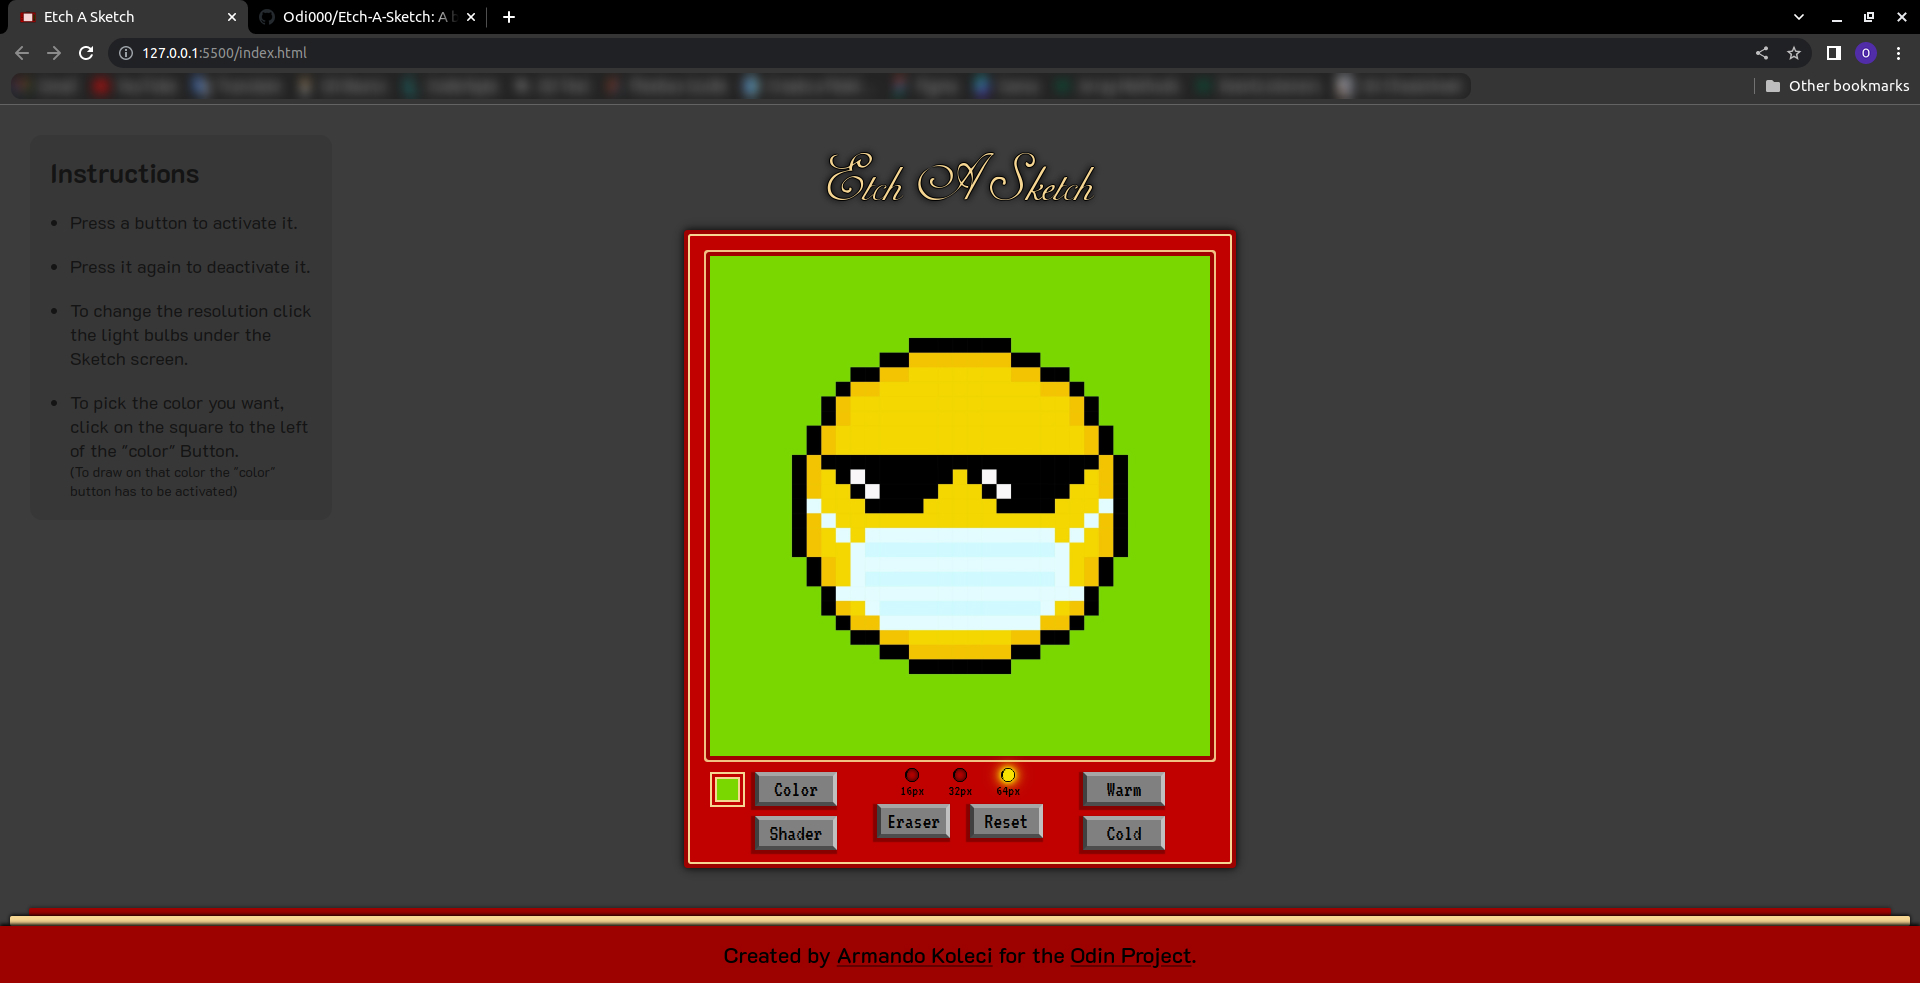 Etch A Sketch
Odi000/Etch-A-Sketch: A b
127.0.0.1:5500/index.html
O
Other bookmarks
Instructions
• Press a button to activate it.
• Press it again to deactivate it.
• To change the resolution click
the light bulbs under the
Sketch screen.
• To pick the color you want,
click on the square to the left
of the "color" Button.
(To draw on that color the "color"
button has to be activated)
Etch A Sketch
16px 32px 64px
Color
Shader
Eraser
Reset
Warm
Cold
Created by Armando Koleci for the Odin Project.